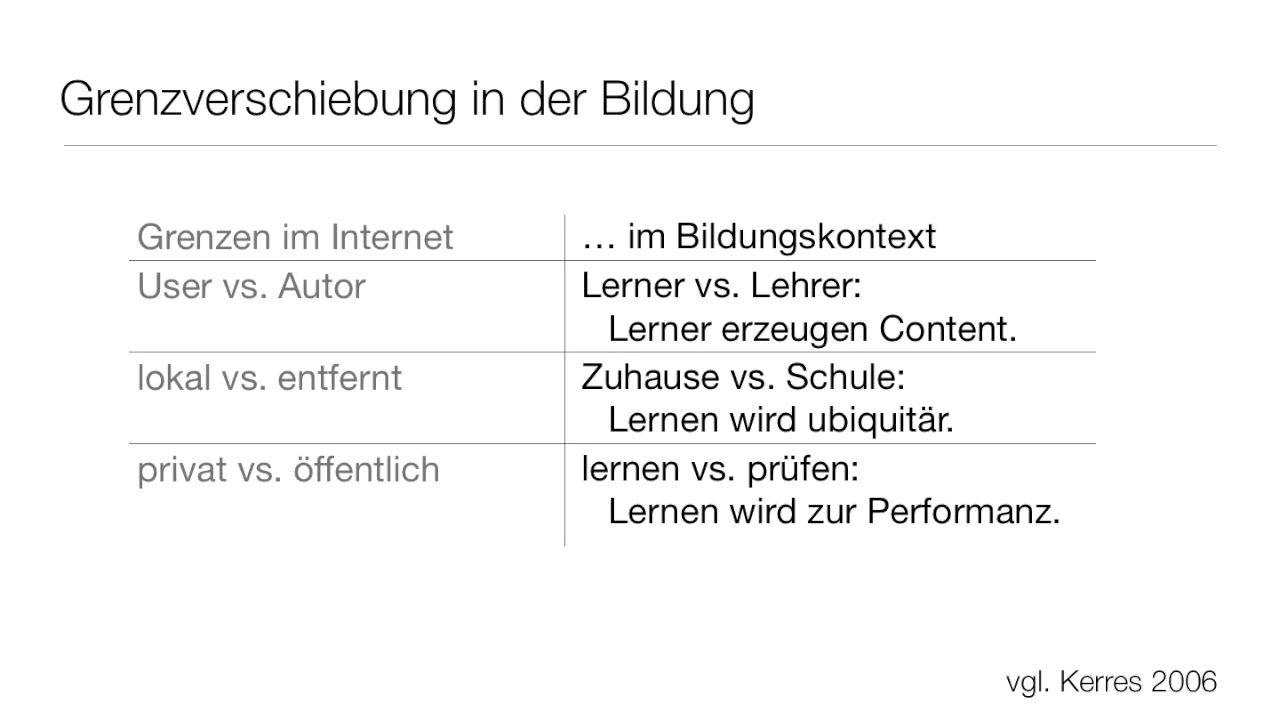 Grenzverschiebung in der Bildung
Grenzen im Internet
… im Bildungskontext
User vs. Autor
Lerner vs. Lehrer:
Lerner erzeugen Content.
lokal vs. entfernt
Zuhause vs. Schule:
Lernen wird ubiquitär.
privat vs. öffentlich
lernen vs. prüfen:
Lernen wird zur Performanz.
vgl. Kerres 2006